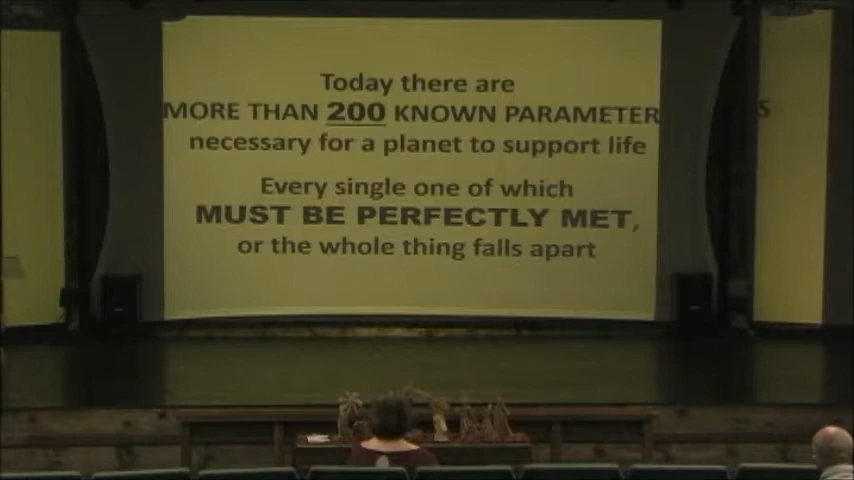 Today there are
MORE THAN 200 KNOWN PARAMETER
necessary for a planet to support life
Every single one of which
MUST BE PERFECTLY MET,
or the whole thing falls apart
S